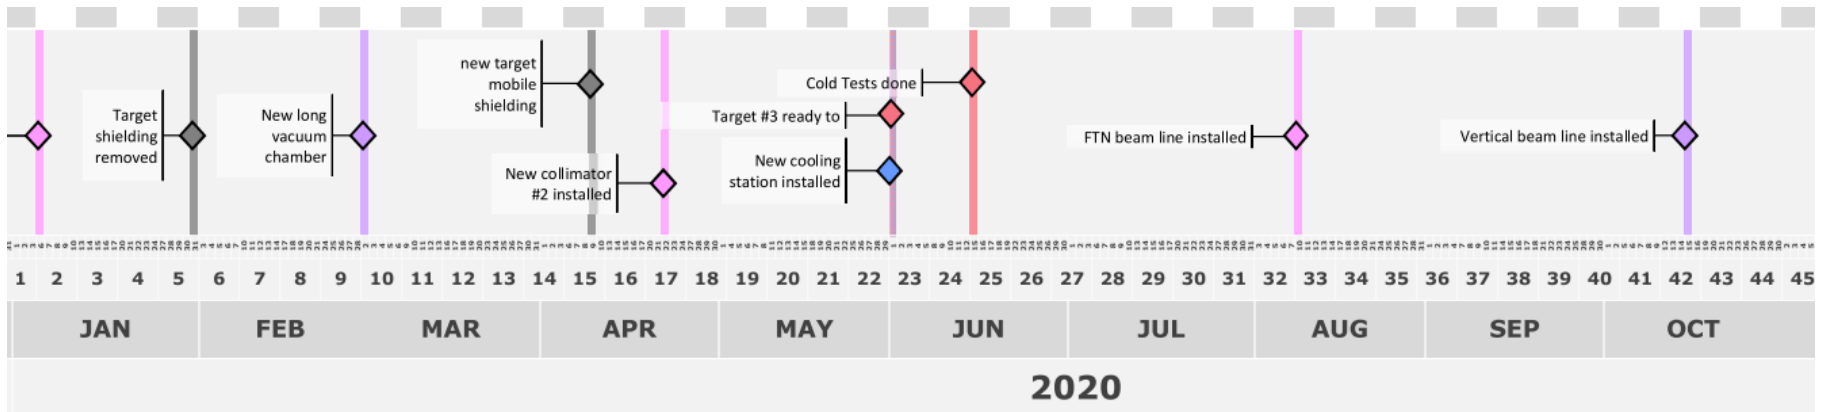 Target
shielding
removed
New long
vacuum
chamber
new target
mobile
shielding
New collimator
#2 installed
Cold Tests done
Target #3 ready to
New cooling
station installed
FTN beam line installed
Vertical beam line installed
1 2 3 4 5 6 7 8 9 10 11 12 13 14 15 16 17 18 19 20 21 22 23 24 25 26 27 28 29 30 31 32 33 34 35 36 37 38 39 40 41 42 43 44 45
JAN FEB MAR APR MAY JUN JUL AUG SEP OCT
2020